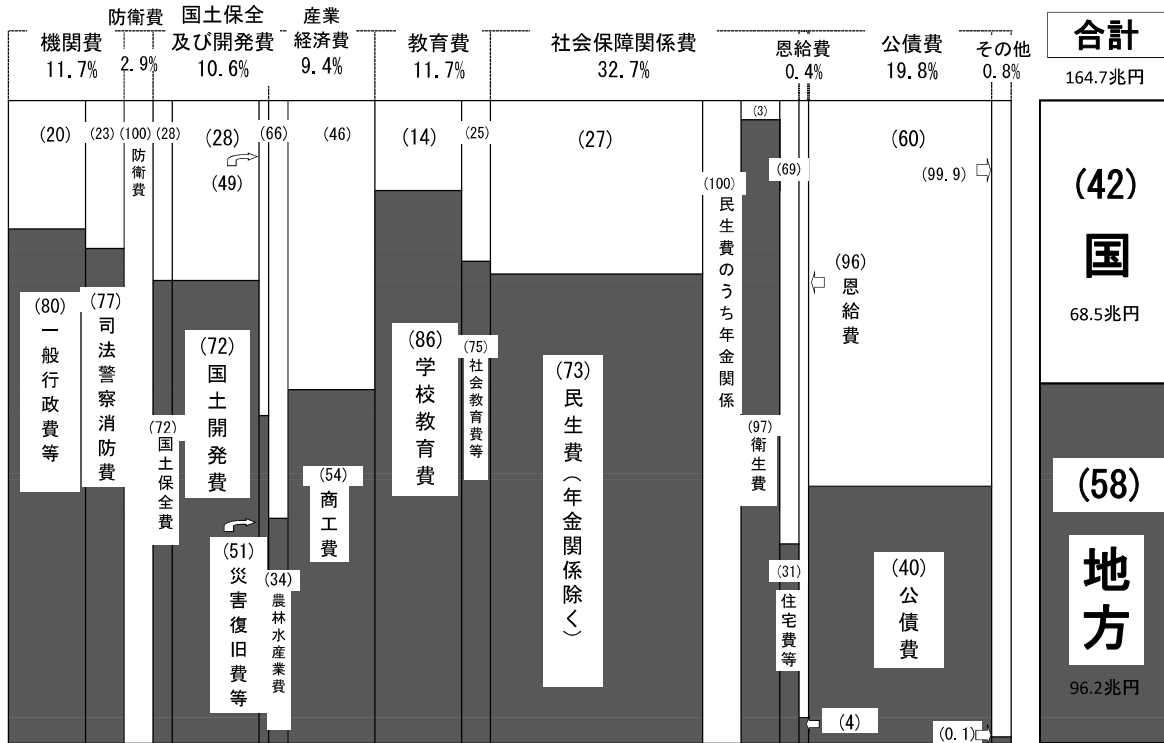 機関費
11.7%
防衛費
2.9%
国土保全
及び開発費
10.6%
産業
経済費
9.4%
教育費
11.7%
社会保障関係費
32.7%
恩給費
0.4%
公債費
19.8%
その他
0.8%
合計
164.7兆円
(20)
(23)
(100)
防衛費
(28)
(28)
(49)
(66)
(46)
(14)
(25)
(27)
(100)
民生費のうち年金関係
(3)
(69)
(96)
恩給費
(60)
(99.9)
(42)
国
68.5兆円
(80)
一般行政費等
(77)
司法警察消防費
(72)
国土保全費
(72)
国土開発費
(51)
災害復旧費等
(34)
農林水産業費
(54)
商工費
(86)
学校教育費
(75)
社会教育費等
(73)
民生費(年金関係除く)
(97)
衛生費
(31)
住宅費等
(4)
(40)
公債費
(0.1)
(58)
地方
96.2兆円